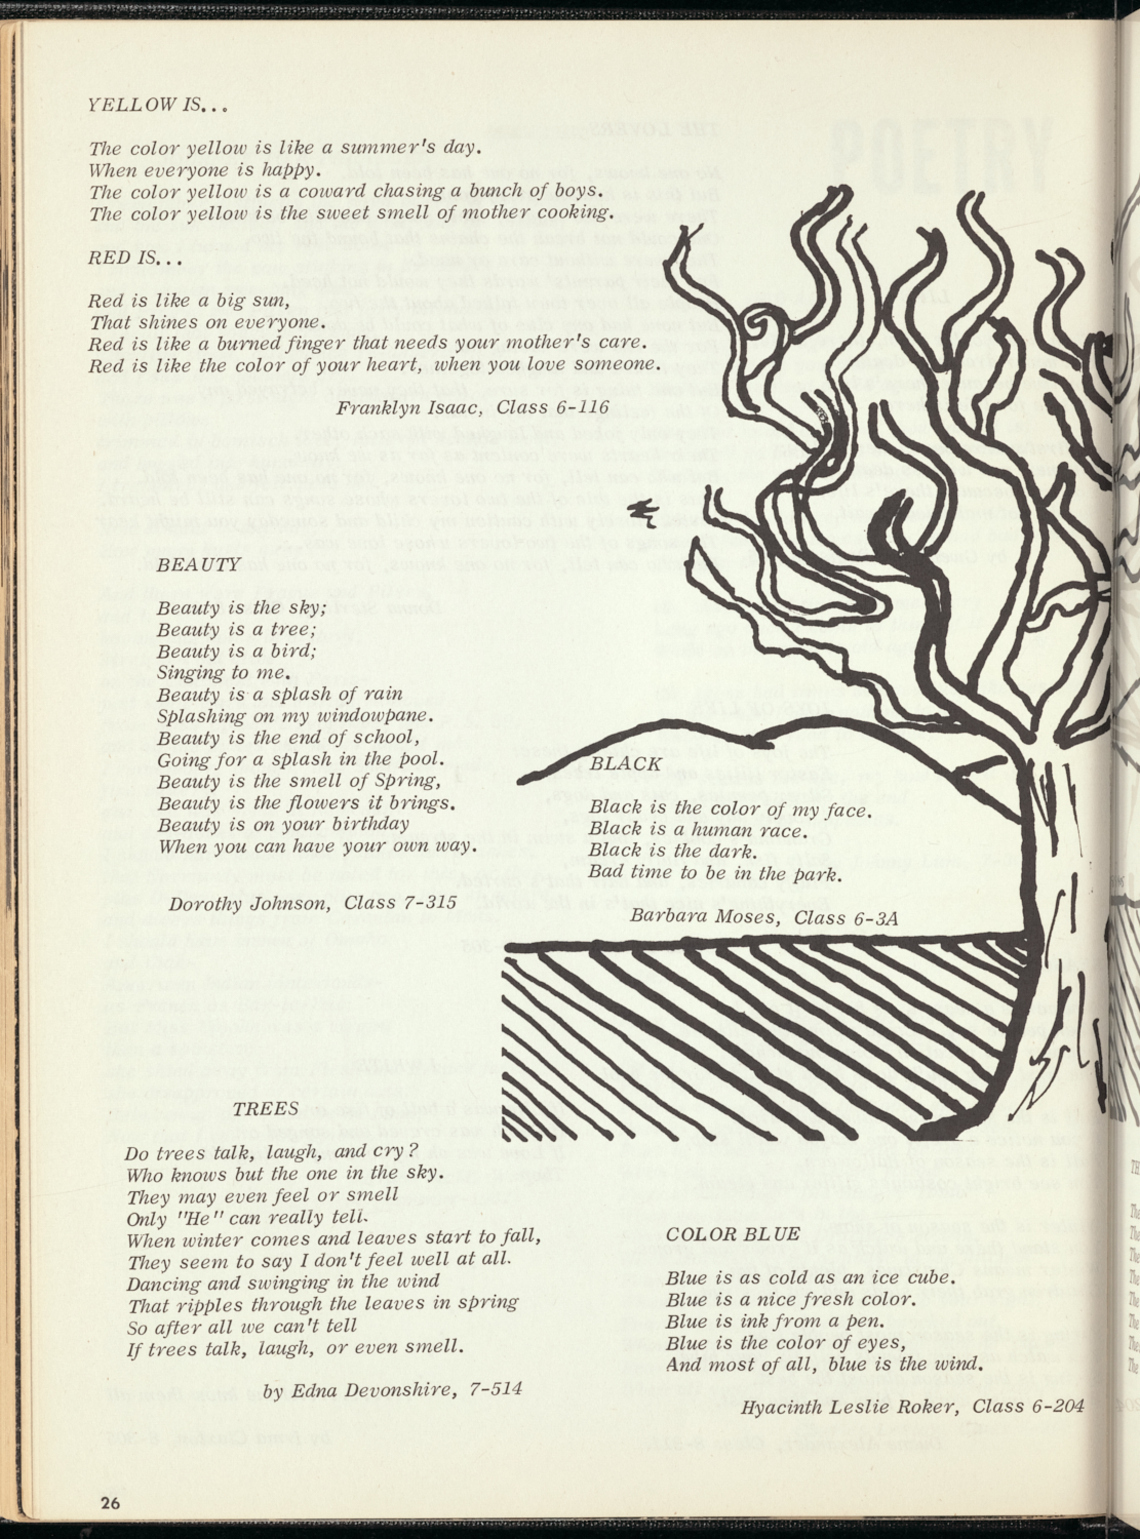 YELLOW IS...
The color yellow is like a summer's day.
When everyone is happy.
The color yellow is a coward chasing a bunch of boys.
The color yellow is the sweet smell of mother cooking.
RED IS...
Red is like a big sun,
That shines on everyone.
Red is like a burned finger that needs your mother's care.
Red is like the color of your heart, when you love someone.
Franklyn Isaac, Class 6-116
BEAUTY
Beauty is the sky;
Beauty is a tree;
Beauty is a bird;
Singing to me.
Beauty is a splash of rain
Splashing on my windowpane.
Beauty is the end of school,
Going for a splash in the pool.
Beauty is the smell of Spring,
Beauty is the flowers it brings.
Beauty is on your birthday
When you can have your own way.
Dorothy Johnson, Class 7-315
BLACK
Black is the color of my face.
Black is a human race.
Black is the dark.
Bad time to be in the park.
Barbara Moses, Class 6-3A
TREES
Do trees talk, laugh, and cry?
Who knows but the one in the sky.
They may even feel or smell
Only "He" can really tell.
When winter comes and leaves start to fall,
They seem to say I don't feel well at all.
Dancing and swinging in the wind
That ripples through the leaves in spring
So after all we can't tell
If trees talk, laugh, or even smell.
by Edna Devonshire, 7-514
COLOR BLUE
Blue is as cold as an ice cube.
Blue is a nice fresh color.
Blue is ink from a pen.
Blue is the color of eyes,
And most of all, blue is the wind.
Hyacinth Leslie Roker, Class 6-204
26